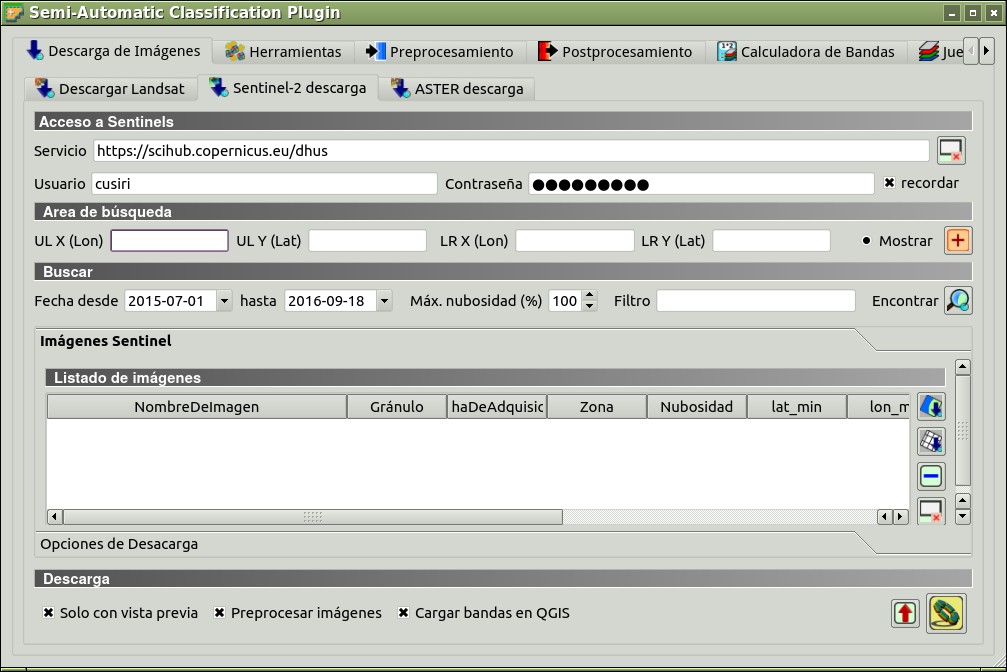 Semi-Automatic Classification Plugin
Descarga de Imágenes Herramientas Preprocesamiento Postprocesamiento Calculadora de Bandas Jue
Descargar Landsat Sentinel-2 descarga ASTER descarga
Acceso a Sentinels
Servicio https://scihub.copernicus.eu/dhus
Usuario cusiri Contraseña ●●●●●●●●● recordar
Area de búsqueda
UL X (Lon) UL Y (Lat) LR X (Lon) LR Y (Lat) Mostrar
Buscar
Fecha desde 2015-07-01 hasta 2016-09-18 Máx. nubosidad (%) 100 Filtro Encontrar
Imágenes Sentinel
Listado de imágenes
NombreDeImagen Gránulo haDeAdquisic Zona Nubosidad lat_min lon_m
Opciones de Desacarga
Descarga
Solo con vista previa Preprocesar imágenes Cargar bandas en QGIS